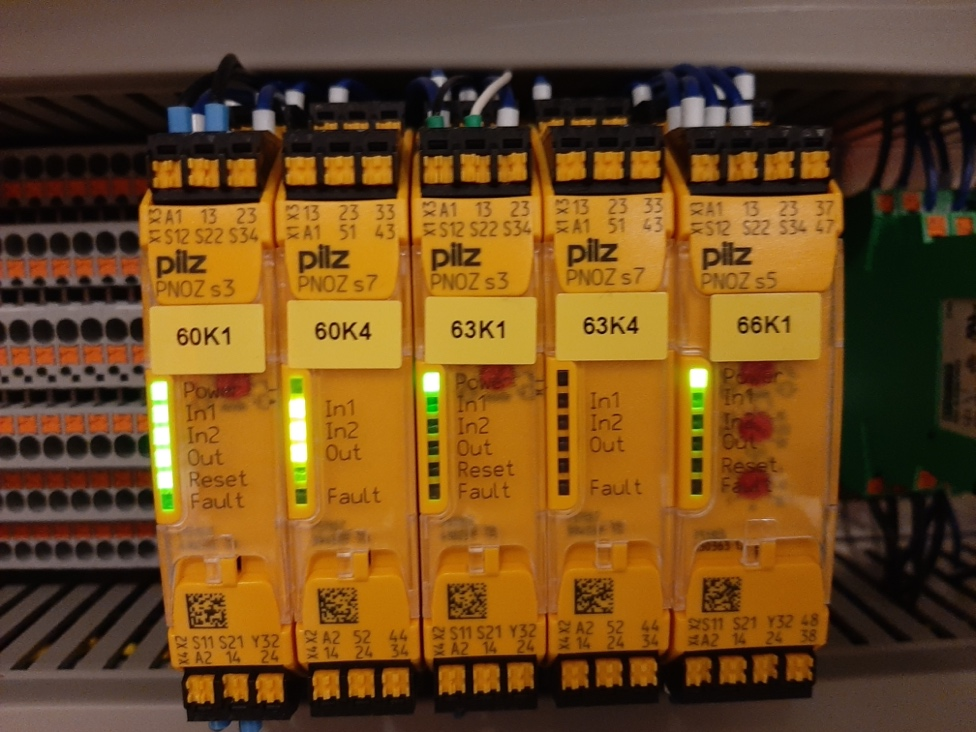 X3 A1 13 23
X1 S12 S22 S34
pilz
PNOZ s3
60K1
Power
In1
In2
Out
Reset
Fault
X4 X2 S11 S21 Y32
A2 14 24
13 23 33
A1 51 43
pilz
PNOZ s7
60K4
In1
In2
Out
Fault
X4 X2 A2 52 44
14 24 34
X3 A1 13 23
X1 S12 S22 S34
pilz
PNOZ s3
63K1
Power
In1
In2
Out
Reset
Fault
X4 X2 S11 S21 Y32
A2 14 24
X3 13 23 33
X1 A1 51 43
pilz
PNOZ s7
63K4
In1
In2
Out
Fault
X4 X2 A2 52 44
14 24 34
X3 A1 13 23 37
X1 S12 S22 S34 47
pilz
PNOZ s5
66K1
Power
In1
In2
Out
Reset
Fault
X4 X2 S11 S21 Y32 48
A2 14 24 38